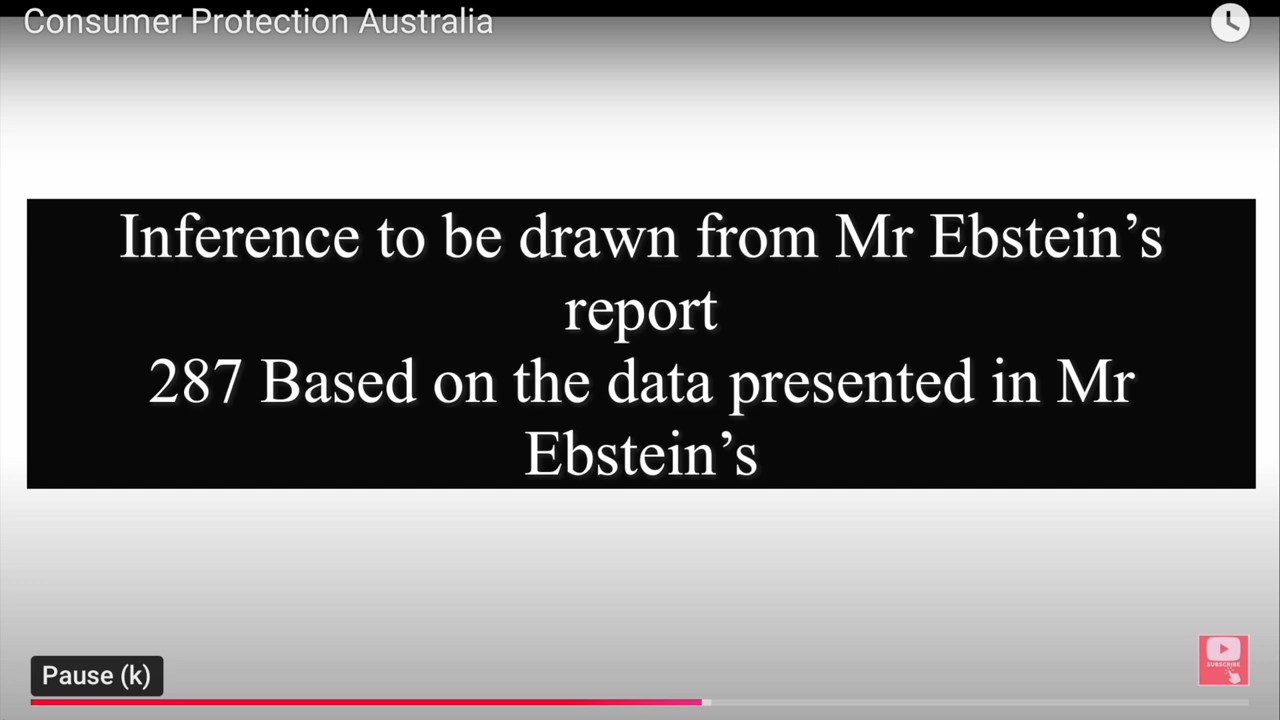 Consumer Protection Australia
Inference to be drawn from Mr Ebstein’s
report
287 Based on the data presented in Mr
Ebstein’s
SUBSCRIBE
Pause (k)